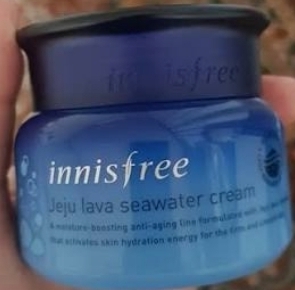 innisfree
innisfree
Jeju lava seawater cream
A moisture-boosting anti-aging line formulated with
that activates skin hydration energy for the firm and